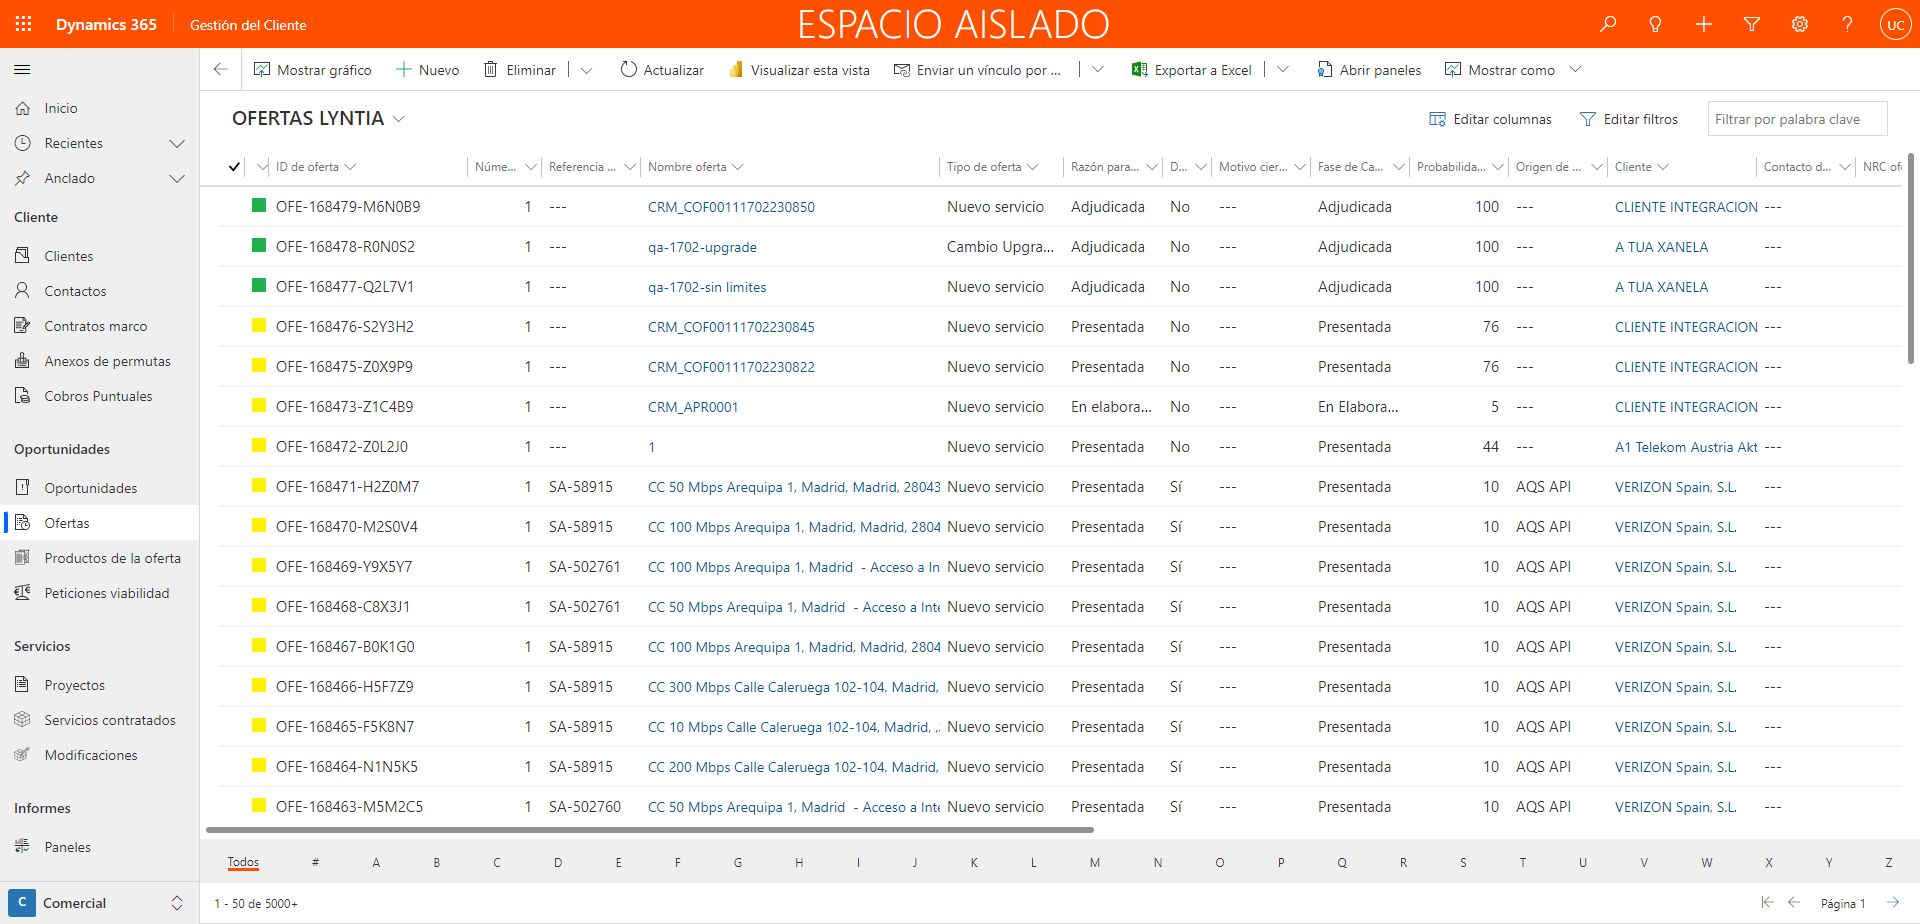 Dynamics 365 Gestión del Cliente ESPACIO AISLADO ? UC
Mostrar gráfico Nuevo Eliminar Actualizar Visualizar esta vista Enviar un vínculo por ... Exportar a Excel Abrir paneles Mostrar como
Inicio
Recientes
Anclado
Cliente
Clientes
Contactos
Contratos marco
Anexos de permutas
Cobros Puntuales
Oportunidades
Oportunidades
Ofertas
Productos de la oferta
Peticiones viabilidad
Servicios
Proyectos
Servicios contratados
Modificaciones
Informes
Paneles
C Comercial
OFERTAS LYNTIA Editar columnas Editar filtros Filtrar por palabra clave
ID de oferta Núme... Referencia ... Nombre oferta Tipo de oferta Razón para... D... Motivo cier... Fase de Ca... Probabilida... Origen de ... Cliente Contacto d... NRC of
OFE-168479-M6N0B9 1 --- CRM_COF00111702230850 Nuevo servicio Adjudicada No --- Adjudicada 100 --- CLIENTE INTEGRACION ---
OFE-168478-R0N0S2 1 --- qa-1702-upgrade Cambio Upgra... Adjudicada No --- Adjudicada 100 --- A TUA XANELA ---
OFE-168477-Q2L7V1 1 --- qa-1702-sin limites Nuevo servicio Adjudicada No --- Adjudicada 100 --- A TUA XANELA ---
OFE-168476-S2Y3H2 1 --- CRM_COF00111702230845 Nuevo servicio Presentada No --- Presentada 76 --- CLIENTE INTEGRACION ---
OFE-168475-Z0X9P9 1 --- CRM_COF00111702230822 Nuevo servicio Presentada No --- Presentada 76 --- CLIENTE INTEGRACION ---
OFE-168473-Z1C4B9 1 --- CRM_APR0001 Nuevo servicio En elabora... No --- En Elabora... 5 --- CLIENTE INTEGRACION ---
OFE-168472-Z0L2J0 1 --- 1 Nuevo servicio Presentada No --- Presentada 44 --- A1 Telekom Austria Akt ---
OFE-168471-H2Z0M7 1 SA-58915 CC 50 Mbps Arequipa 1, Madrid, Madrid, 28043 Nuevo servicio Presentada Sí --- Presentada 10 AQS API VERIZON Spain, S.L. ---
OFE-168470-M2S0V4 1 SA-58915 CC 100 Mbps Arequipa 1, Madrid, Madrid, 2804 Nuevo servicio Presentada Sí --- Presentada 10 AQS API VERIZON Spain, S.L. ---
OFE-168469-Y9X5Y7 1 SA-502761 CC 100 Mbps Arequipa 1, Madrid - Acceso a In Nuevo servicio Presentada Sí --- Presentada 10 AQS API VERIZON Spain, S.L. ---
OFE-168468-C8X3J1 1 SA-502761 CC 50 Mbps Arequipa 1, Madrid - Acceso a Inte Nuevo servicio Presentada Sí --- Presentada 10 AQS API VERIZON Spain, S.L. ---
OFE-168467-B0K1G0 1 SA-58915 CC 100 Mbps Arequipa 1, Madrid, Madrid, 2804 Nuevo servicio Presentada Sí --- Presentada 10 AQS API VERIZON Spain, S.L. ---
OFE-168466-H5F7Z9 1 SA-58915 CC 300 Mbps Calle Caleruega 102-104, Madrid, Nuevo servicio Presentada Sí --- Presentada 10 AQS API VERIZON Spain, S.L. ---
OFE-168465-F5K8N7 1 SA-58915 CC 10 Mbps Calle Caleruega 102-104, Madrid, , Nuevo servicio Presentada Sí --- Presentada 10 AQS API VERIZON Spain, S.L. ---
OFE-168464-N1N5K5 1 SA-58915 CC 200 Mbps Calle Caleruega 102-104, Madrid, Nuevo servicio Presentada Sí --- Presentada 10 AQS API VERIZON Spain, S.L. ---
OFE-168463-M5M2C5 1 SA-502760 CC 50 Mbps Arequipa 1, Madrid - Acceso a Inte Nuevo servicio Presentada Sí --- Presentada 10 AQS API VERIZON Spain, S.L. ---
Todos # A B C D E F G H I J K L M N O P Q R S T U V W X Y Z
1 - 50 de 5000+ Página 1